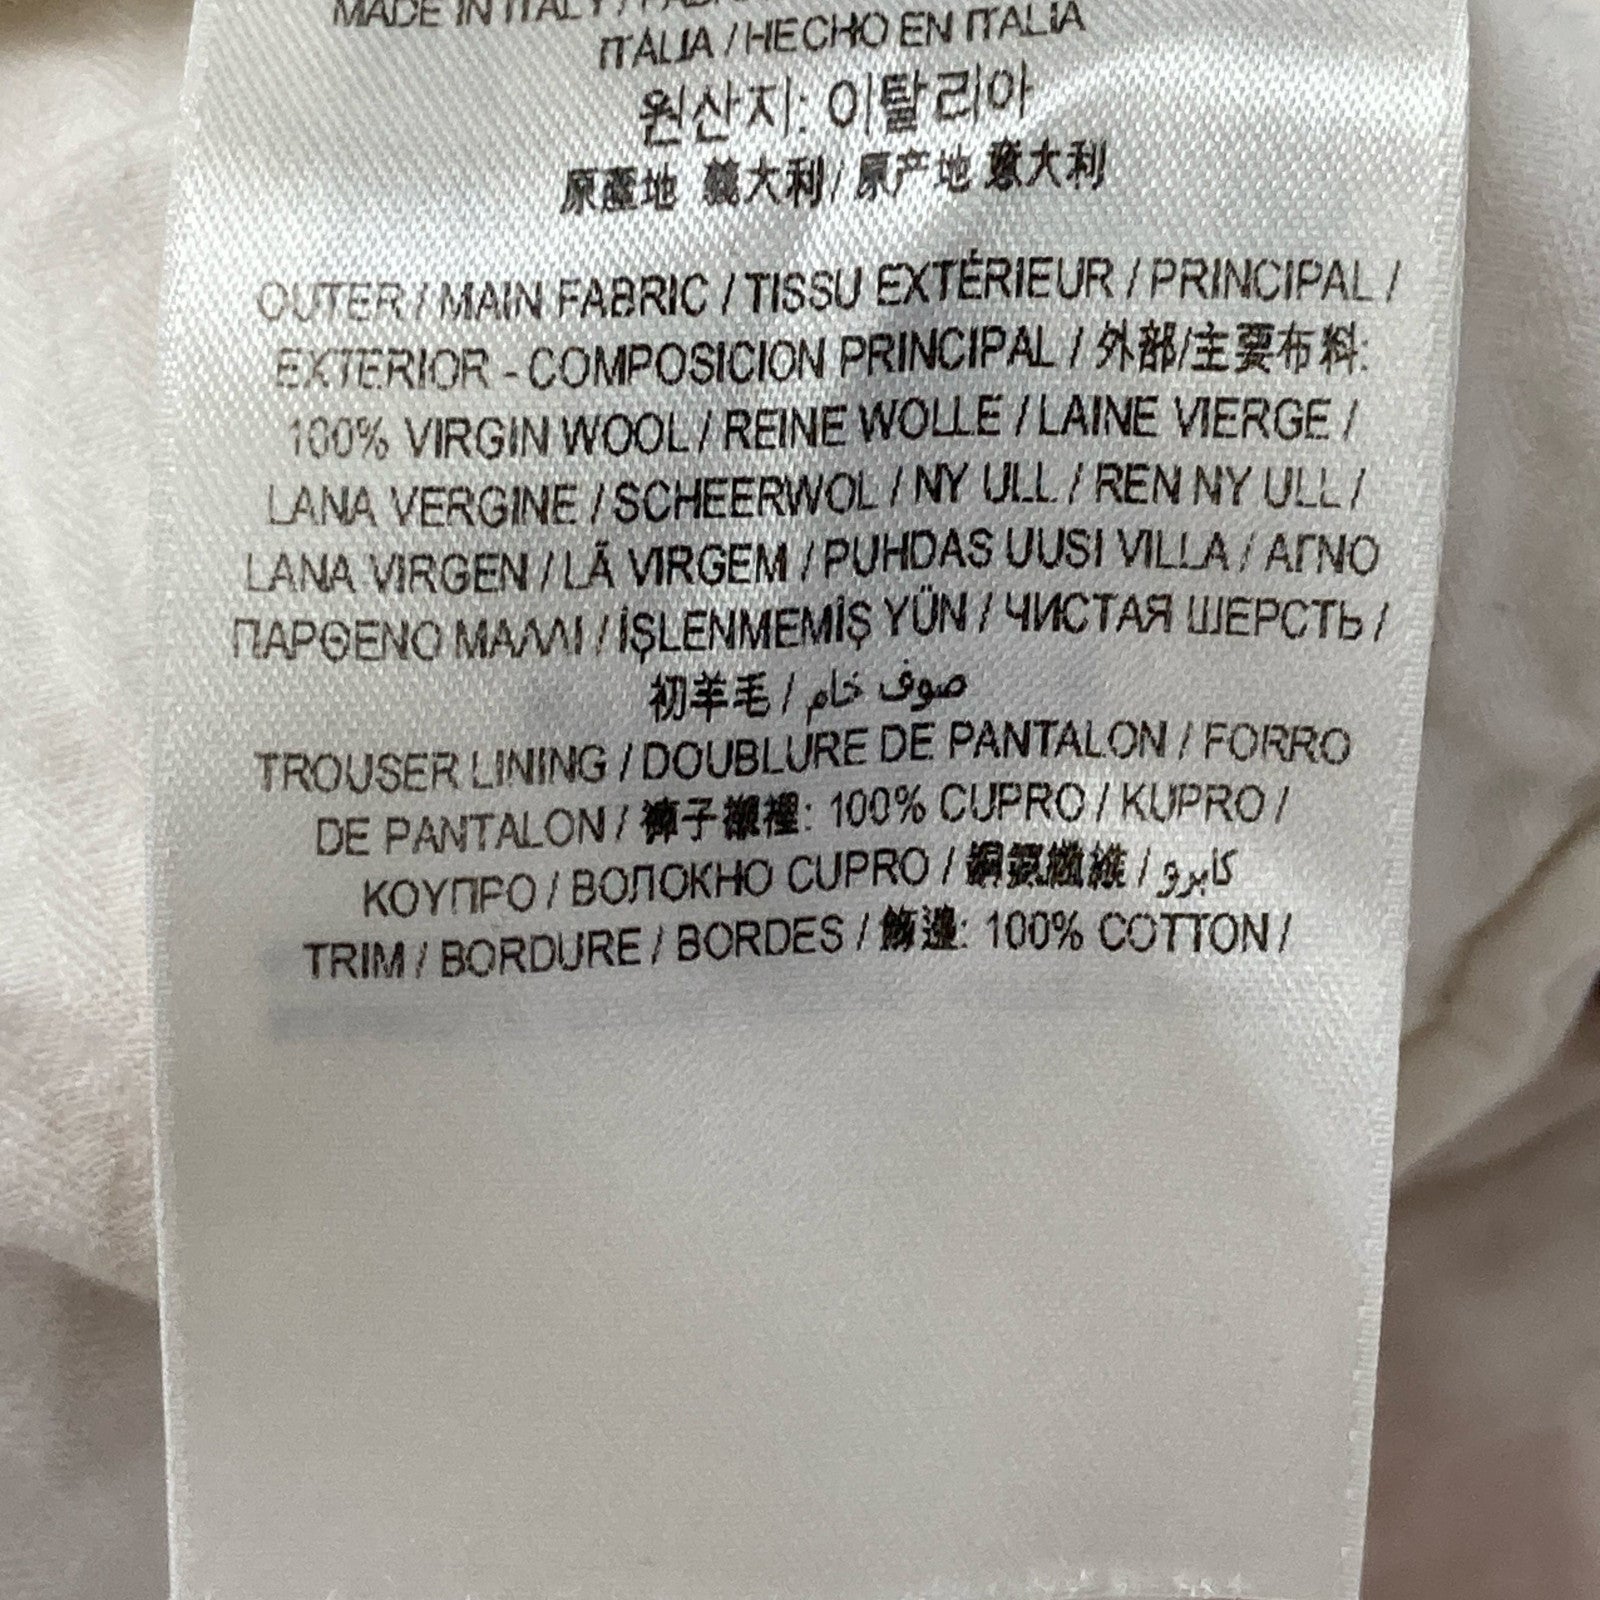 MADE IN ITALY /
ITÁLIA / HECHO EN ITALIA
원산지: 이탈리아
原產地 義大利 / 原产地 意大利
OUTER / MAIN FABRIC / TISSU EXTÉRIEUR / PRINCIPAL /
EXTERIOR - COMPOSICION PRINCIPAL / 外部/主要布料:
100% VIRGIN WOOL / REINE WOLLE / LAINE VIERGE /
LANA VERGINE / SCHEERWOL / NY ULL / REN NY ULL /
LANA VIRGEN / LÃ VIRGEM / PUHDAS UUSI VILLA / ΑΓΝΟ
ΠΑΡΘΕΝΟ ΜΑΛΛΙ / İŞLENMEMİŞ YÜN / ЧИСТАЯ ШЕРСТЬ /
初羊毛 / صوف خام
TROUSER LINING / DOUBLURE DE PANTALON / FORRO
DE PANTALON / 褲子襯裡: 100% CUPRO / KUPRO /
ΚΟΥΠΡΟ / ВОЛОКНО CUPRO / 銅氨纖維 / كابرو
TRIM / BORDURE / BORDES / 飾邊: 100% COTTON /